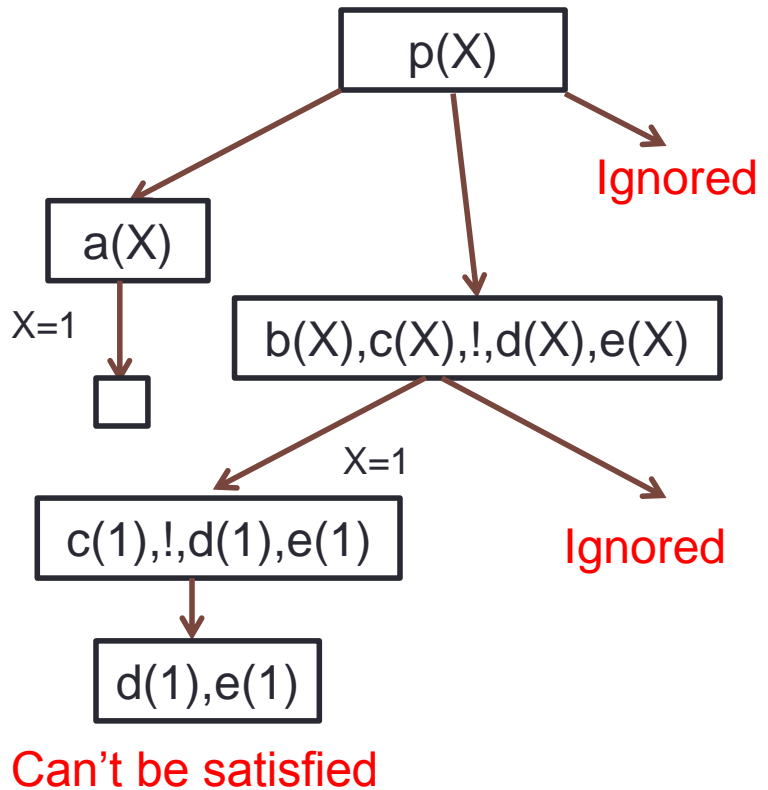 p(X)
Ignored
a(X)
X=1
b(X),c(X),!,d(X),e(X)
X=1
c(1),!,d(1),e(1)
Ignored
d(1),e(1)
Can’t be satisfied